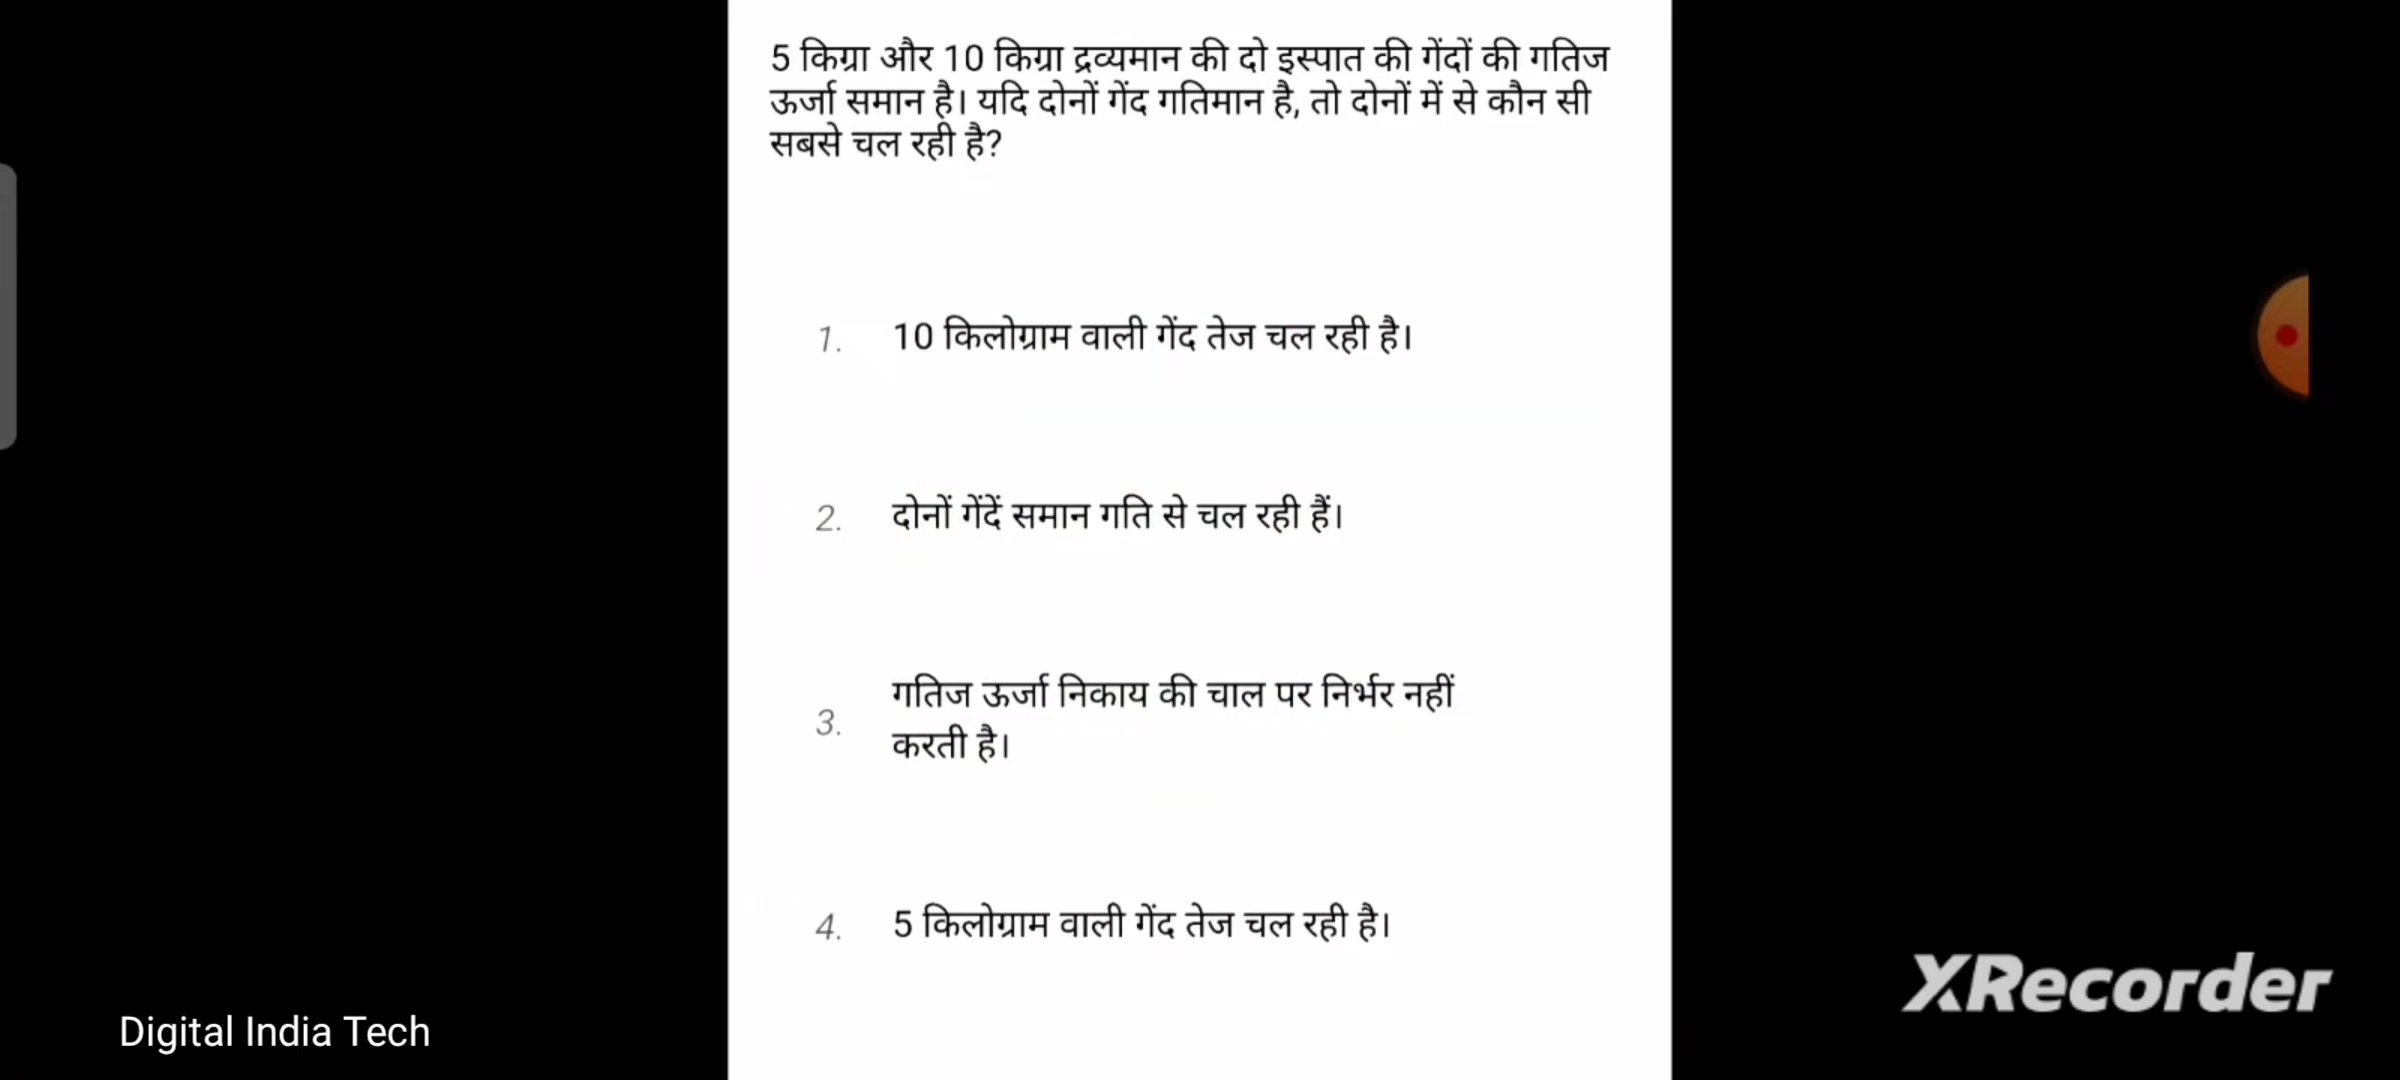 5 किग्रा और 10 किग्रा द्रव्यमान की दो इस्पात की गेंदों की गतिज
ऊर्जा समान है। यदि दोनों गेंद गतिमान है, तो दोनों में से कौन सी
सबसे चल रही है?
1. 10 किलोग्राम वाली गेंद तेज चल रही है।
2. दोनों गेंदें समान गति से चल रही हैं।
3. गतिज ऊर्जा निकाय की चाल पर निर्भर नहीं
करती है।
4. 5 किलोग्राम वाली गेंद तेज चल रही है।
XRecorder
Digital India Tech